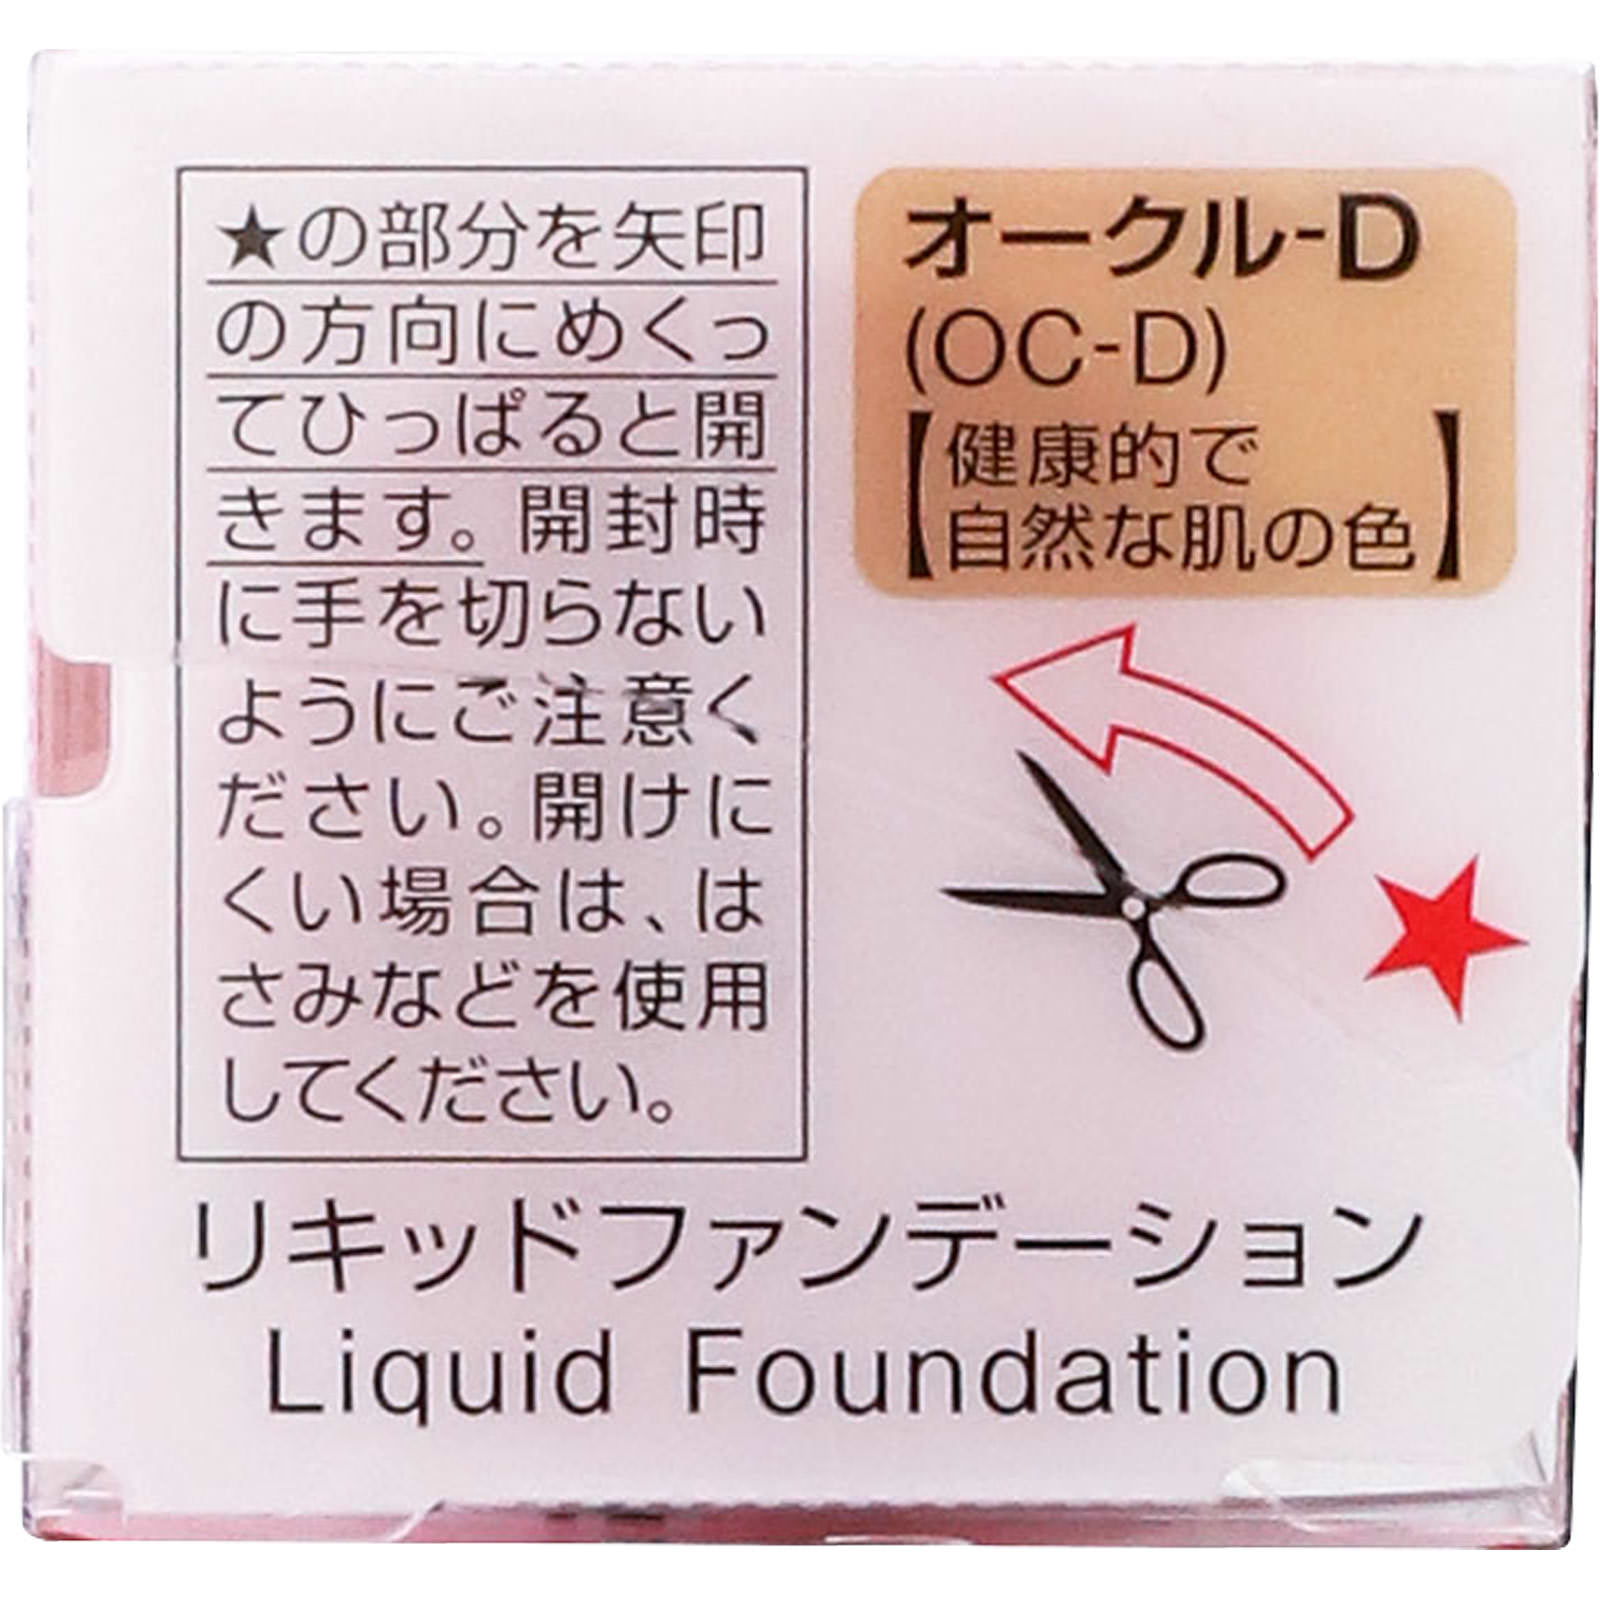 ★の部分を矢印
の方向にめくっ
てひっぱると開
きます。開封時
に手を切らない
ようにご注意く
ださい。開けに
くい場合は、は
さみなどを使用
してください。
オークル-D
(OC-D)
【健康的で
自然な肌の色】
リキッドファンデーション
Liquid Foundation